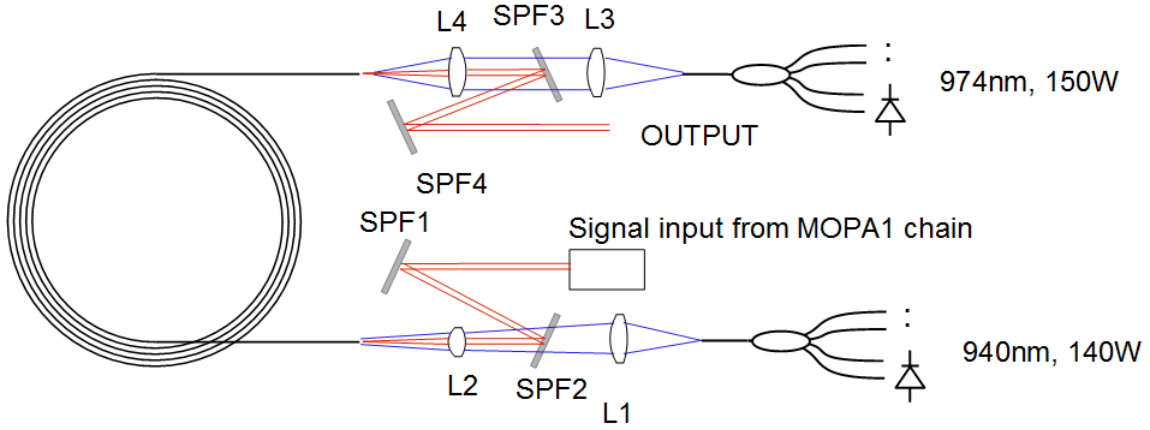 L4
SPF3
L3
974nm, 150W
:
OUTPUT
SPF4
SPF1
Signal input from MOPA1 chain
L2
SPF2
L1
:
940nm, 140W